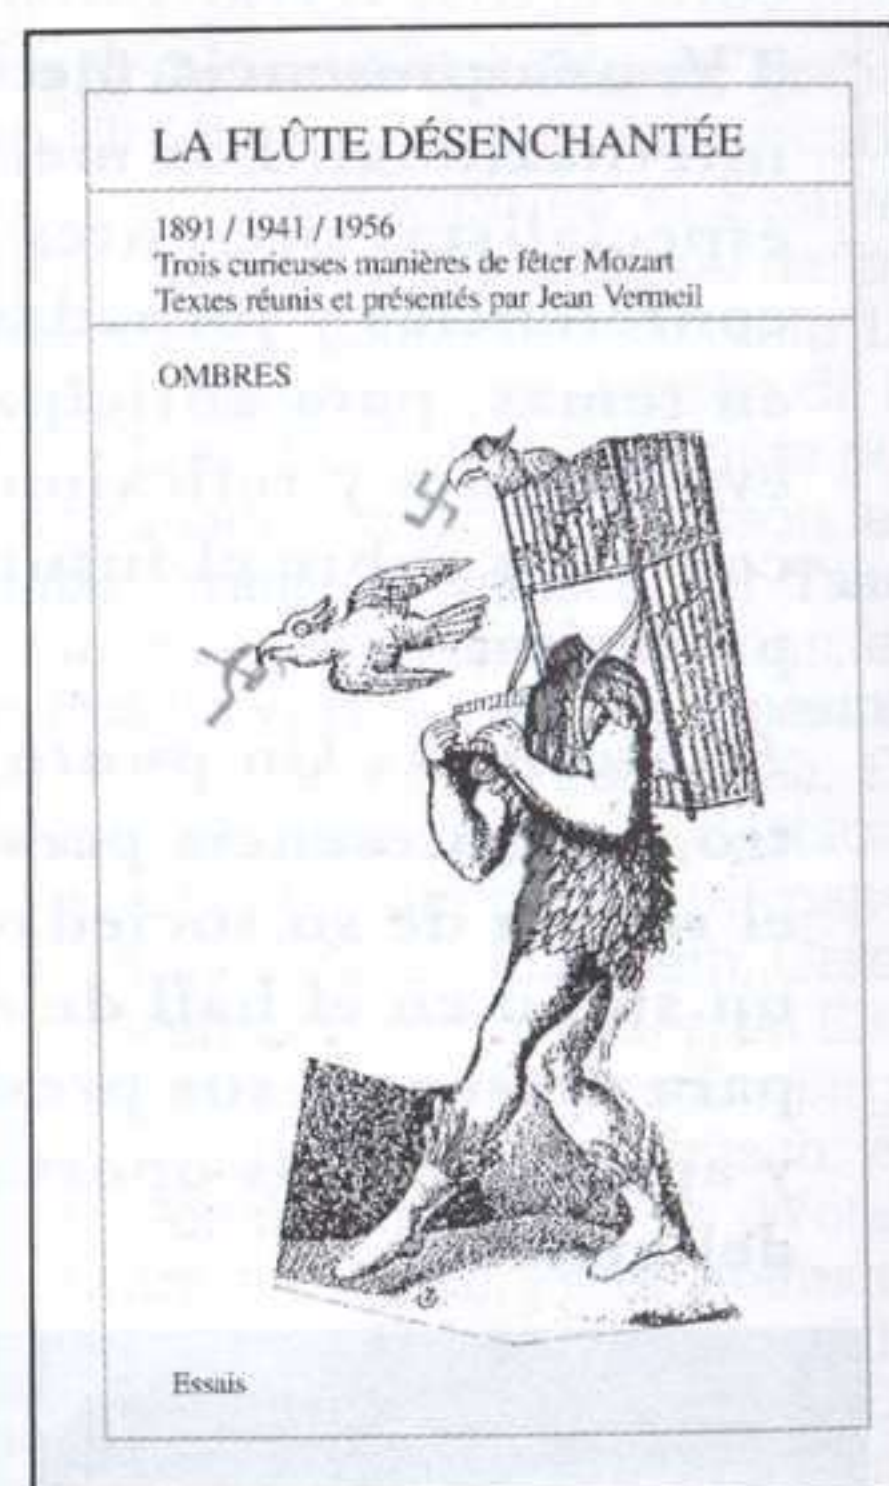 LA FLÛTE DÉSENCHANTÉE
1891 / 1941 / 1956
Trois curieuses manières de fêter Mozart
Textes réunis et présentés par Jean Vermeil
OMBRES
Essais